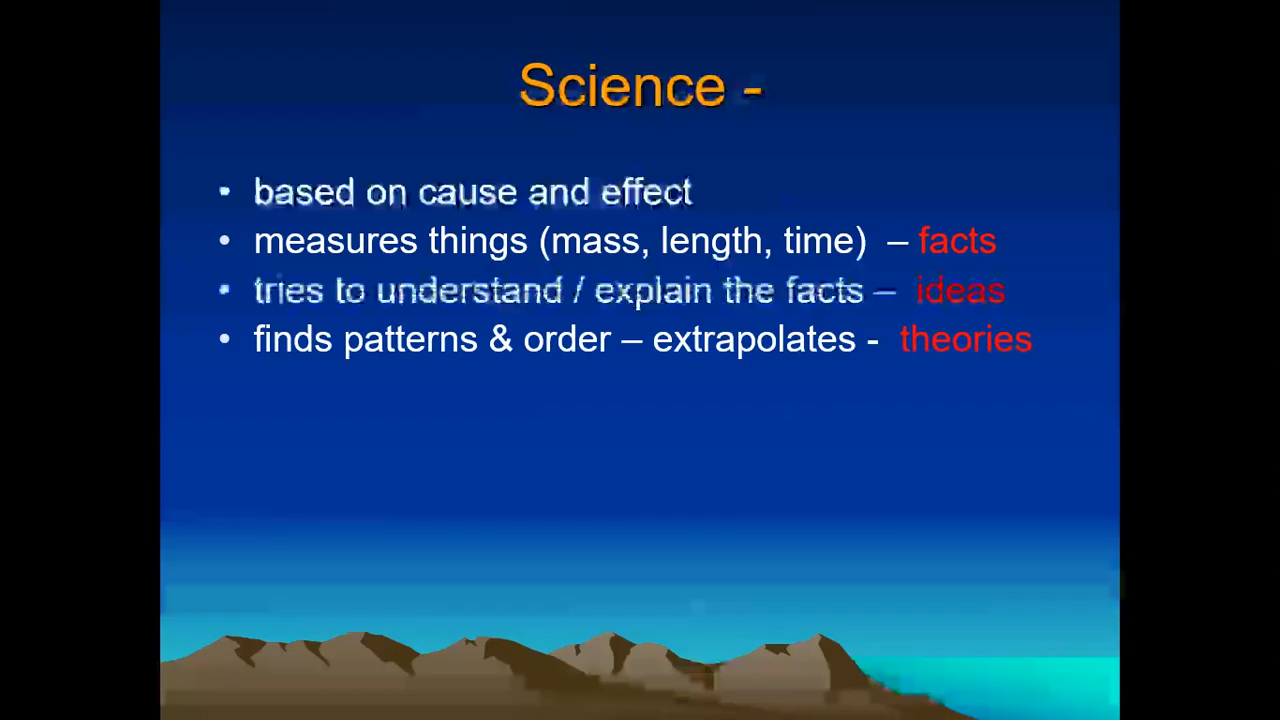 Science -
• based on cause and effect
• measures things (mass, length, time) – facts
• tries to understand / explain the facts – ideas
• finds patterns & order – extrapolates - theories